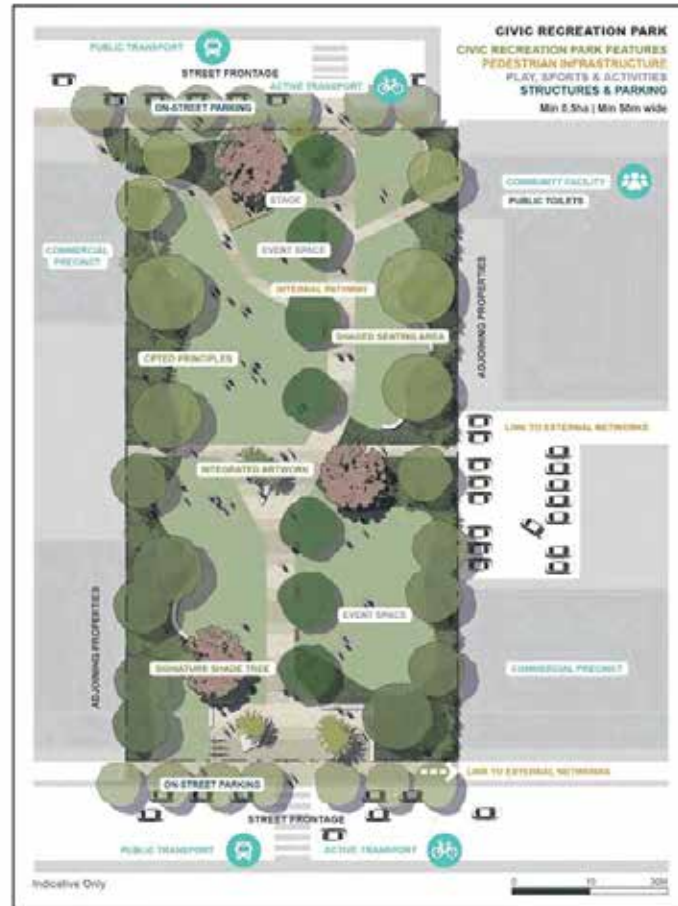 CIVIC RECREATION PARK
CIVIC RECREATION PARK FEATURES
PEDESTRIAN INFRASTRUCTURE
PLAY, SPORTS & ACTIVITIES
STRUCTURES & PARKING
Min 0.5ha | Min 50m wide
PUBLIC TRANSPORT
STREET FRONTAGE
ACTIVE TRANSPORT
ON-STREET PARKING
COMMUNITY FACILITY
PUBLIC TOILETS
STAGE
EVENT SPACE
COMMERCIAL
PRECINCT
INTERNAL PATHWAY
ADJOINING PROPERTIES
SHADED SEATING AREA
CPTED PRINCIPLES
LINK TO EXTERNAL NETWORKS
INTEGRATED ARTWORK
EVENT SPACE
ADJOINING PROPERTIES
SIGNATURE SHADE TREE
COMMERCIAL PRECINCT
LINK TO EXTERNAL NETWORKS
ON-STREET PARKING
STREET FRONTAGE
PUBLIC TRANSPORT
ACTIVE TRANSPORT
Indicative Only
0